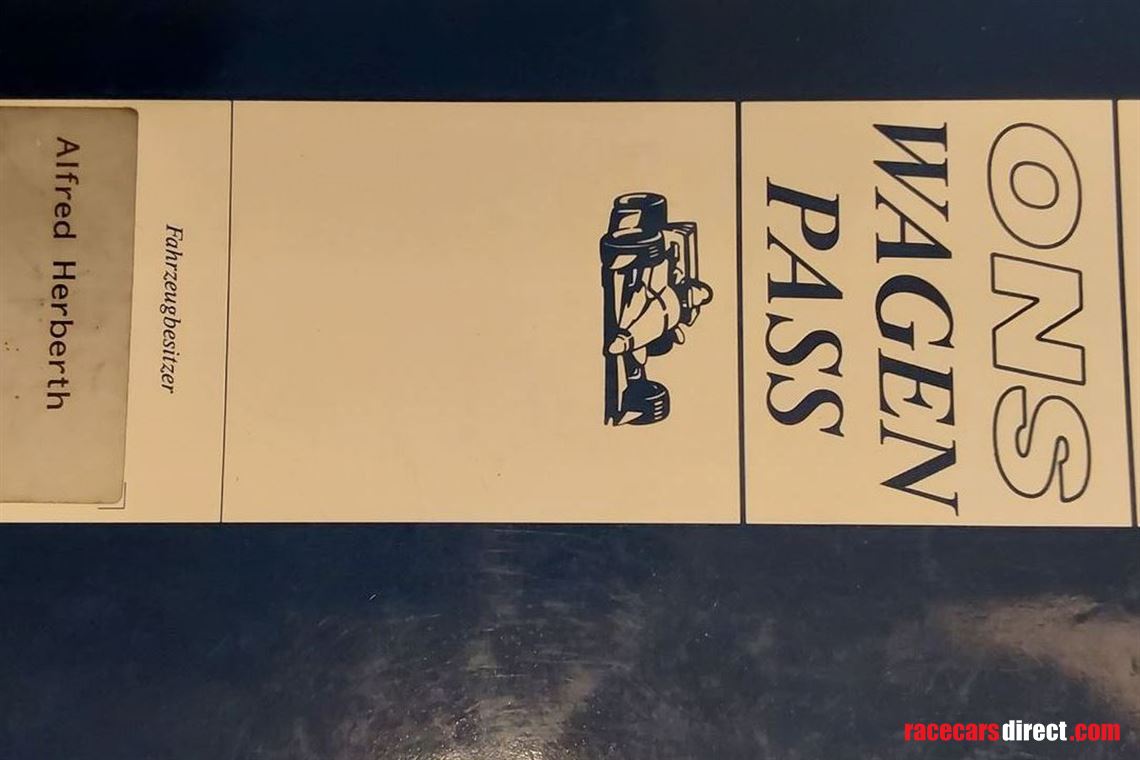 ONS
WAGEN
PASS
Fahrzeugbesitzer
Alfred Herberth
racecarsdirect.com